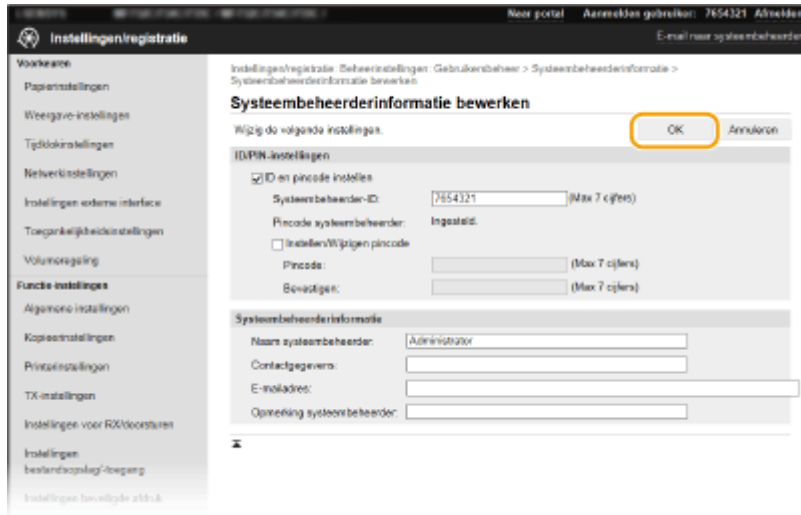 Naar portal Aanmelden gebruiker: 7654321 Afmelden
Instellingen/registratie
E-mail naar systeembeheerder
Voorkeuren
Papierinstellingen
Weergave-instellingen
Tijdklokinstellingen
Netwerkinstellingen
Instellingen externe interface
Toegankelijkheidsinstellingen
Volumeregeling
Functie-instellingen
Algemene instellingen
Kopieerinstellingen
Printerinstellingen
TX-instellingen
Instellingen voor RX/doorsturen
Instellingen
bestandsopslag/-toegang
Instellingen beveiligde afdruk
Instellingen/registratie: Beheerinstellingen: Gebruikersbeheer > Systeembeheerderinformatie >
Systeembeheerderinformatie bewerken
Systeembeheerderinformatie bewerken
Wijzig de volgende instellingen.
OK Annuleren
ID/PIN-instellingen
ID en pincode instellen
Systeembeheerder-ID: 7654321 (Max 7 cijfers)
Pincode systeembeheerder: Ingesteld.
Instellen/Wijzigen pincode
Pincode: (Max 7 cijfers)
Bevestigen: (Max 7 cijfers)
Systeembeheerderinformatie
Naam systeembeheerder: Administrator
Contactgegevens:
E-mailadres:
Opmerking systeembeheerder: